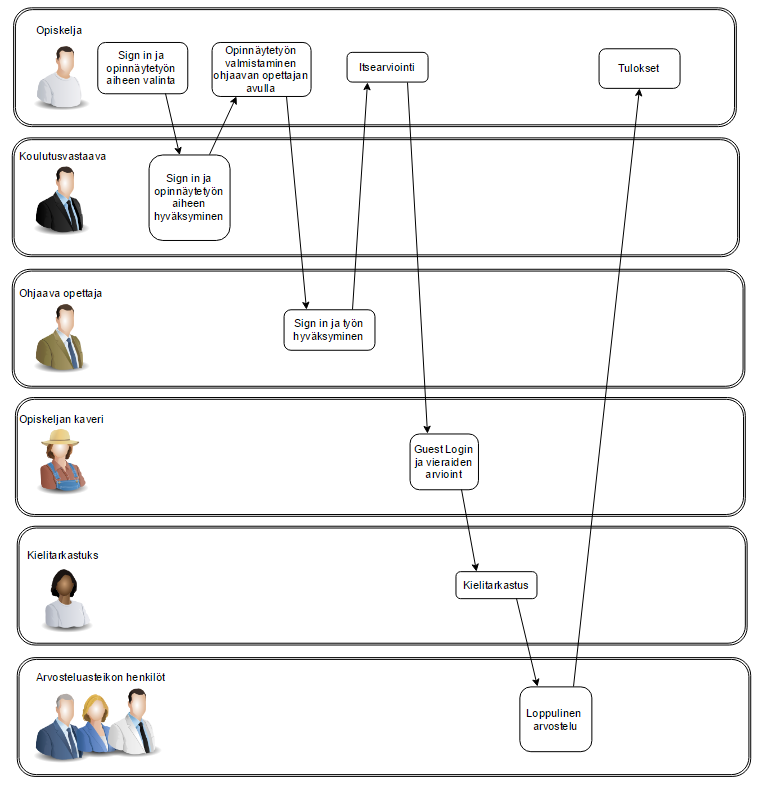 Opiskelja
Sign in ja
opinnäytetyön
aiheen valinta
Opinnäytetyön
valmistaminen
ohjaavan opettajan
avulla
Itsearviointi
Tulokset
Koulutusvastaava
Sign in ja
opinnäytetyön
aiheen
hyväksyminen
Ohjaava opettaja
Sign in ja työn
hyväksyminen
Opiskeljan kaveri
Guest Login
ja vieraiden
arvioint
Kielitarkastuks
Kielitarkastus
Arvosteluasteikon henkilöt
Loppulinen
arvostelu